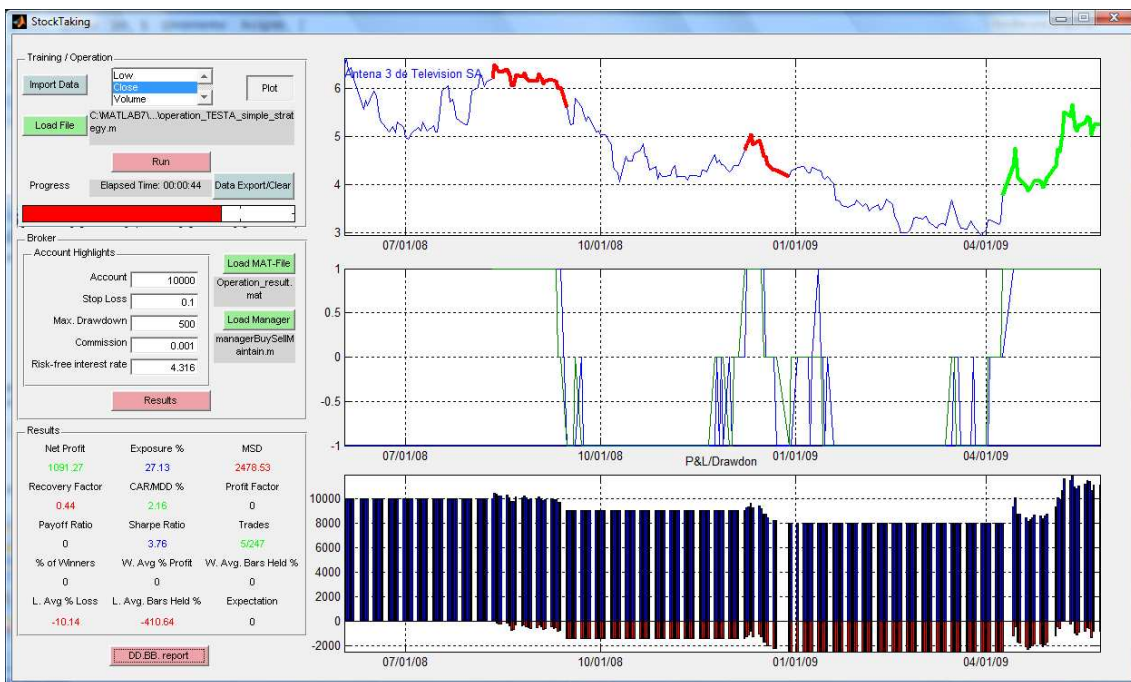 StockTaking
Training / Operation
Import Data
Low
Close
Volume
Plot
Load File
C:\MATLAB7\...\operation_TESTA_simple_strat
egy.m
Run
Progress
Elapsed Time: 00:00:44
Data Export/Clear
Broker
Account Highlights
Account
10000
Stop Loss
0.1
Max. Drawdown
500
Commission
0.001
Risk-free interest rate
4.316
Load MAT-File
Operation_result.
mat
Load Manager
managerBuySellM
aintain.m
Results
Results
Net Profit Exposure % MSD
1091.27 27.13 2478.53
Recovery Factor CAR/MDD % Profit Factor
0.44 2.16 0
Payoff Ratio Sharpe Ratio Trades
0 3.76 5/247
% of Winners W. Avg % Profit W. Avg. Bars Held %
0 0 0
L. Avg % Loss L. Avg. Bars Held % Expectation
-10.14 -410.64 0
DD.BB. report
Antena 3 de Television SA
6
5
4
3
07/01/08 10/01/08 01/01/09 04/01/09
1
0.5
0
-0.5
-1
07/01/08 10/01/08 01/01/09 04/01/09
P&L/Drawdon
10000
8000
6000
4000
2000
0
-2000
07/01/08 10/01/08 01/01/09 04/01/09